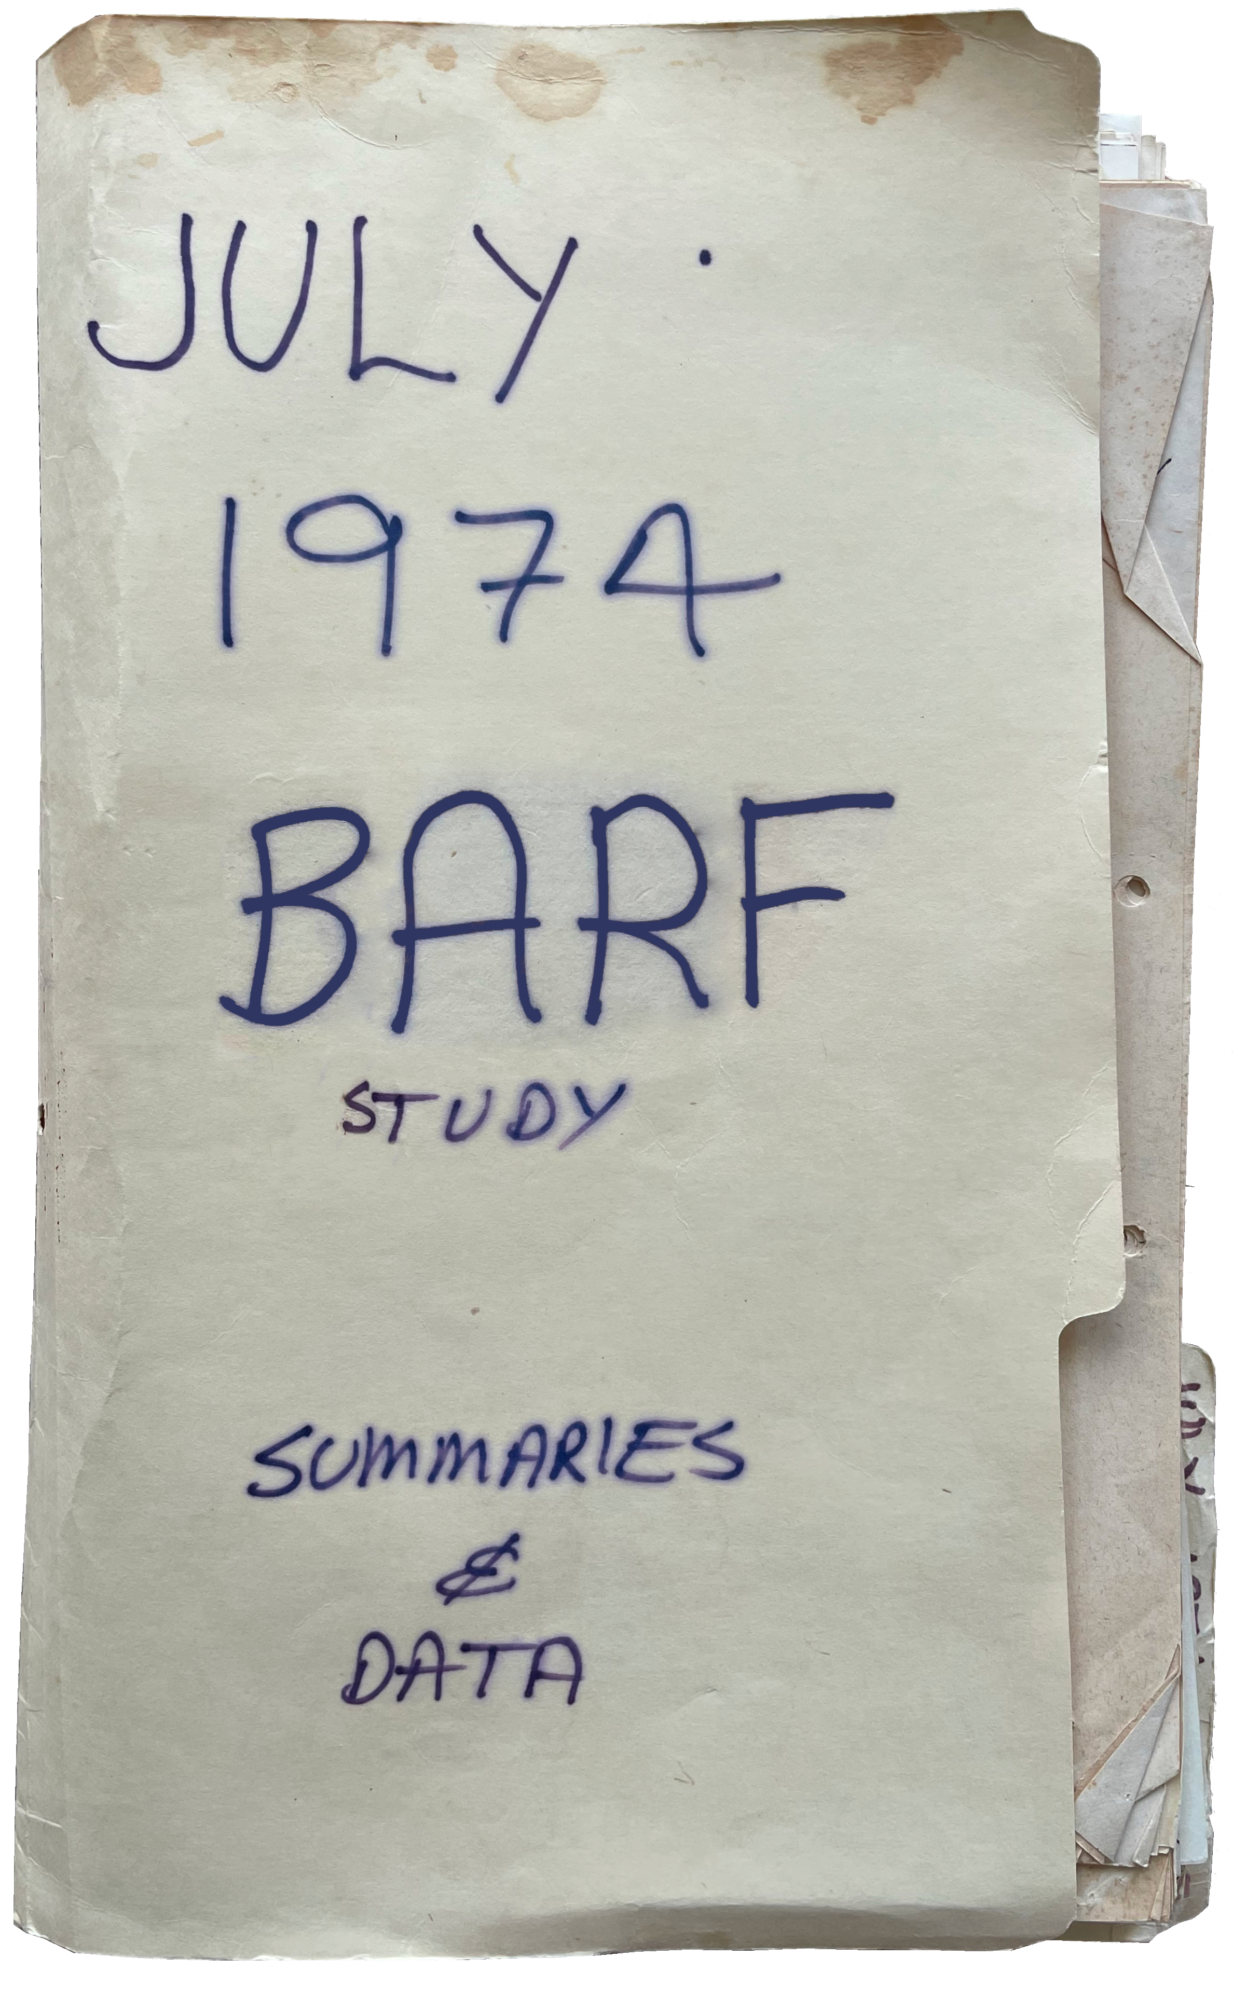 JULY
1974
BARF
STUDY
SUMMARIES
&
DATA